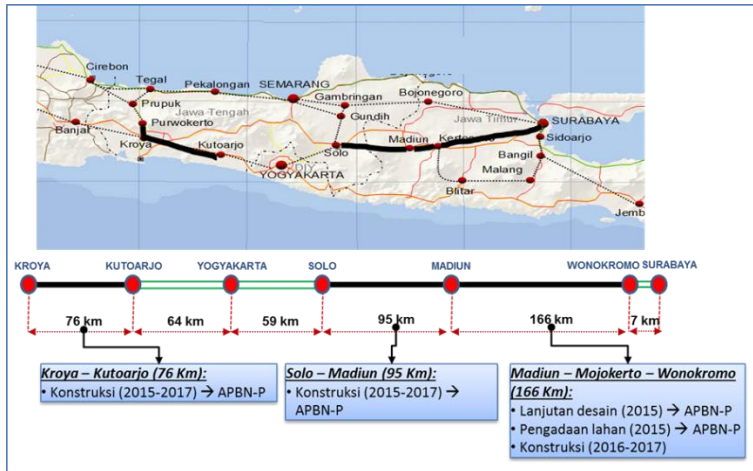 Cirebon
Tegal
Pekalongan
SEMARANG
Gambringan
Bojonegoro
Prupuk
Jawa-Tengah
Gundih
Jawa Timur
SURABAYA
Banjar
Purwokerto
Sidoarjo
Kroya
Kutoarjo
Solo
Madiun
Bangil
YOGYAKARTA
Malang
Blitar
Jemb
KROYA KUTOARJO YOGYAKARTA SOLO MADIUN WONOKROMO SURABAYA
76 km 64 km 59 km 95 km 166 km 7 km
Kroya – Kutoarjo (76 Km):
• Konstruksi (2015-2017) → APBN-P
Solo – Madiun (95 Km):
• Konstruksi (2015-2017) →
APBN-P
Madiun – Mojokerto – Wonokromo
(166 Km):
• Lanjutan desain (2015) → APBN-P
• Pengadaan lahan (2015) → APBN-P
• Konstruksi (2016-2017)